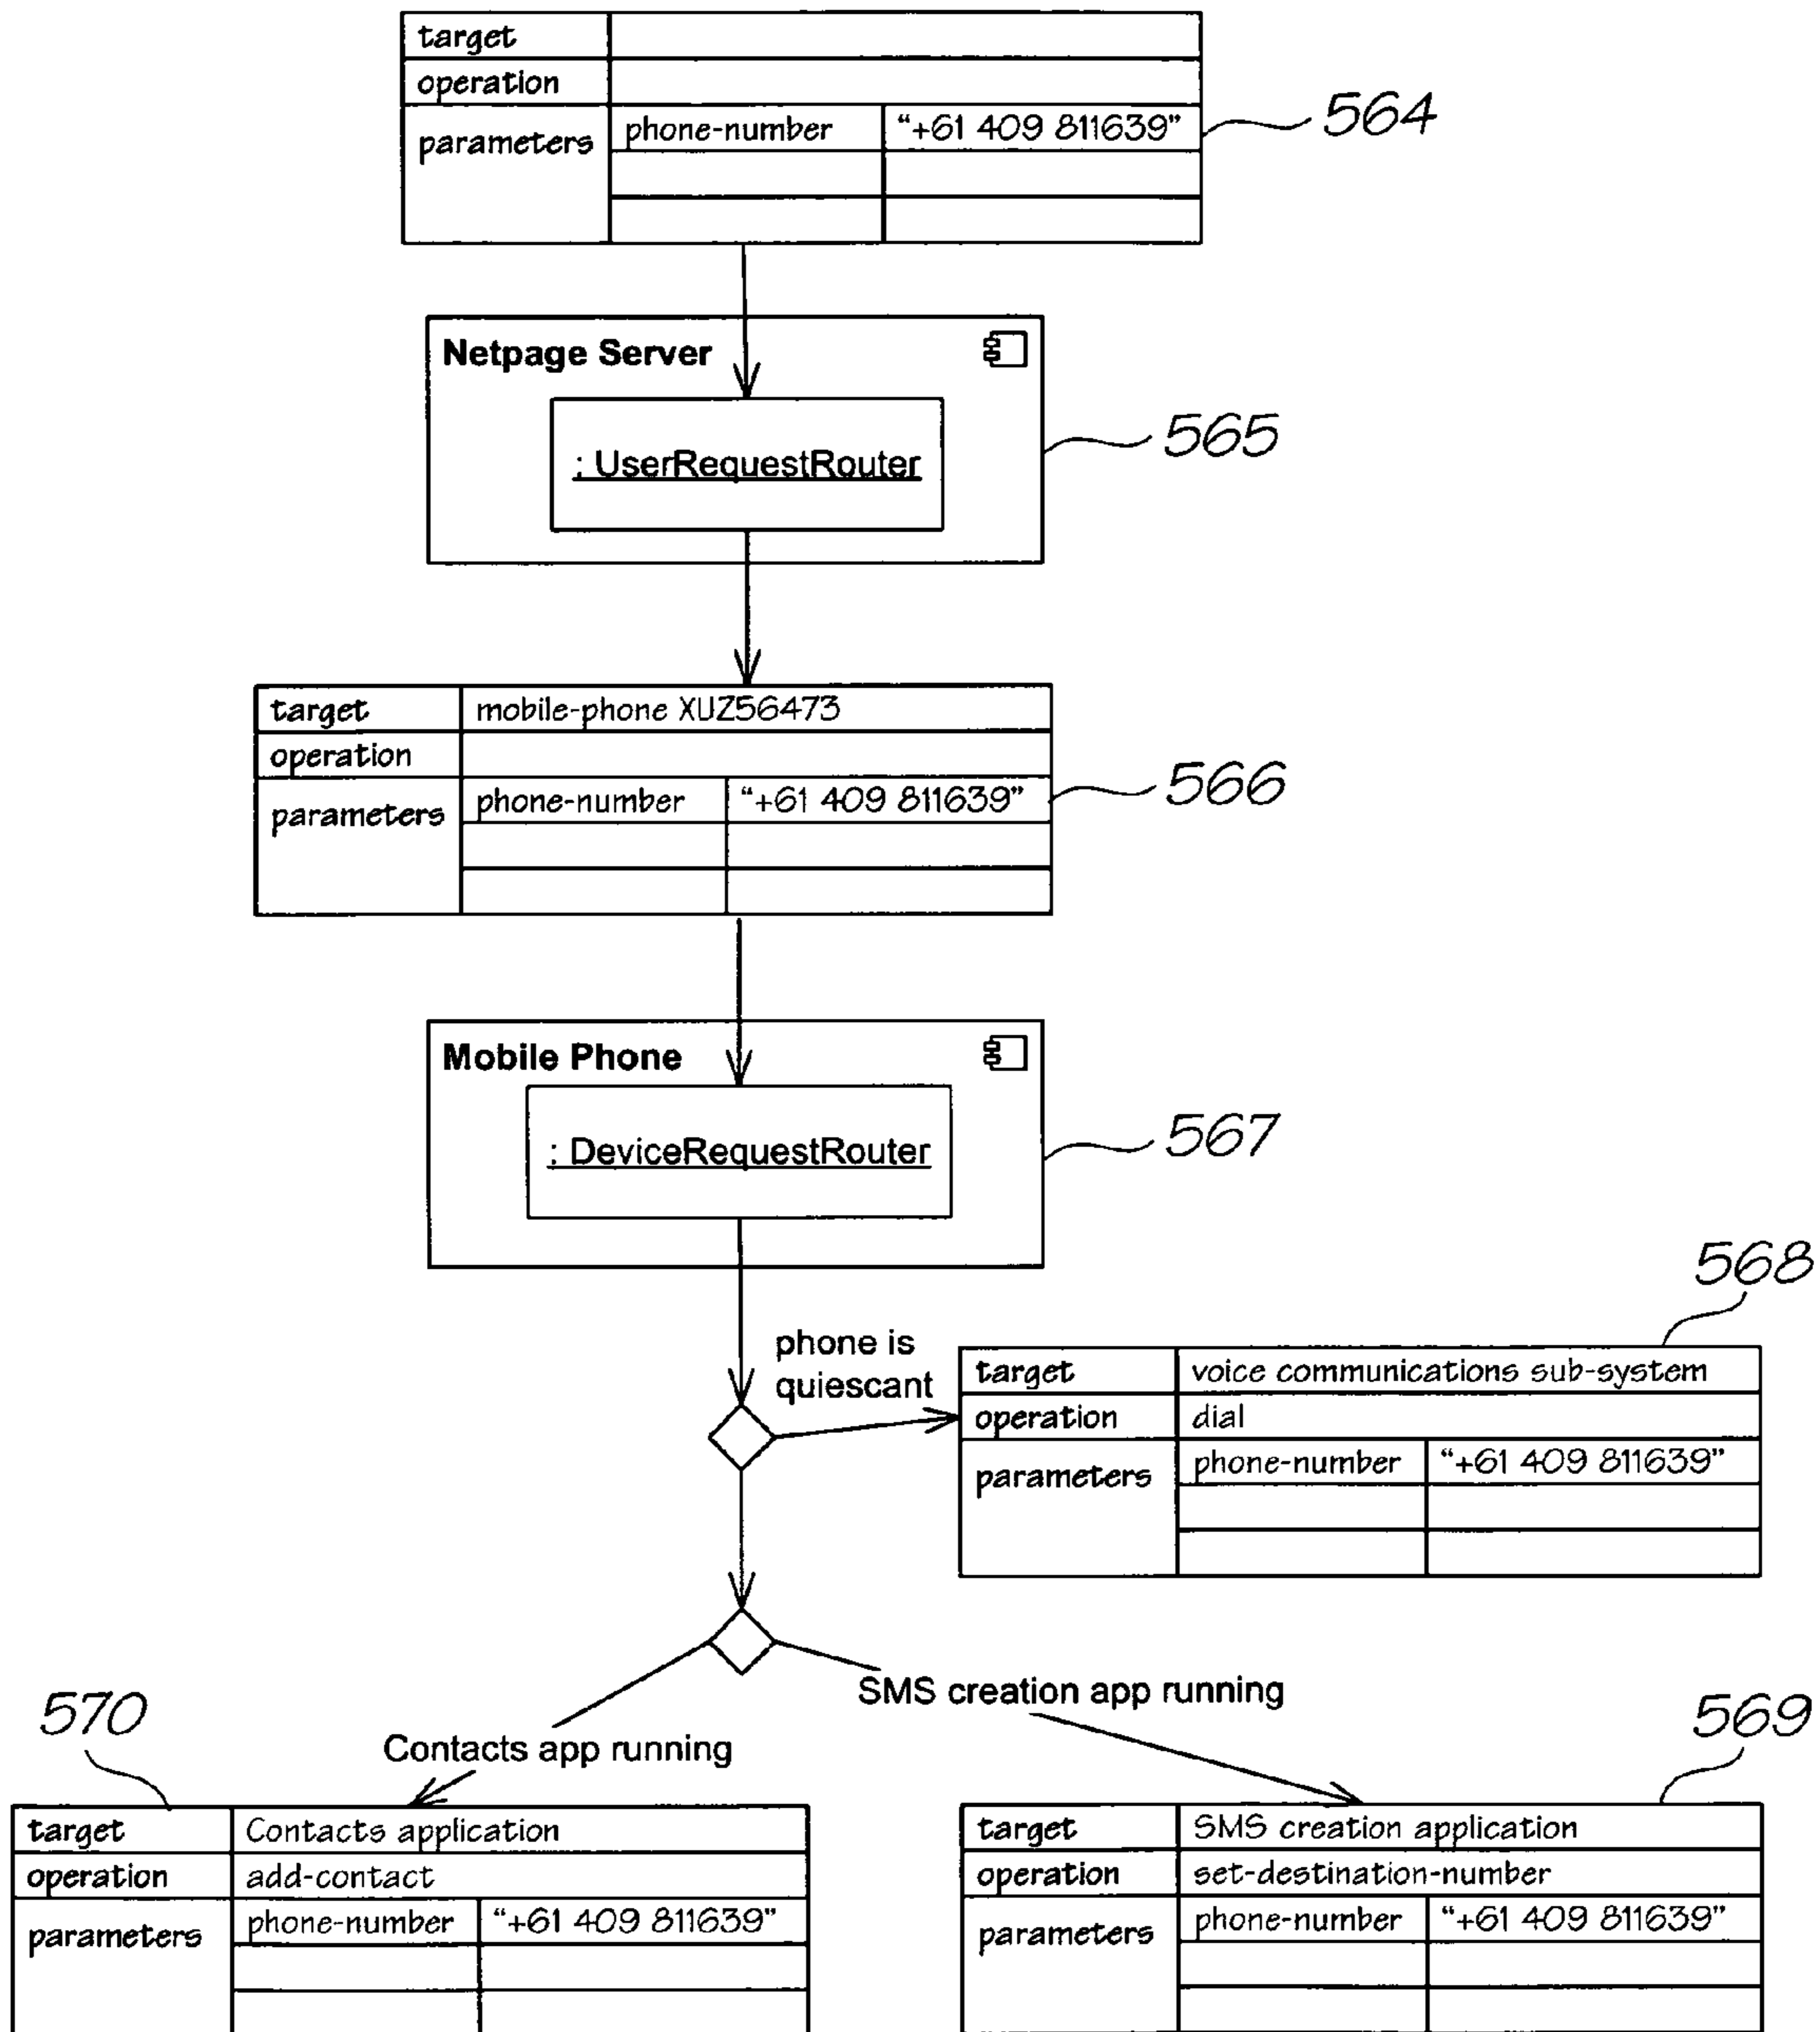 target
operation
parameters phone-number "+61 409 811639"
564
Netpage Server
: UserRequestRouter
565
target mobile-phone XUZ56473
operation
parameters phone-number "+61 409 811639"
566
Mobile Phone
: DeviceRequestRouter
567
568
phone is
quiescant
target voice communications sub-system
operation dial
parameters phone-number "+61 409 811639"
SMS creation app running
Contacts app running
570
target Contacts application
operation add-contact
parameters phone-number "+61 409 811639"
569
target SMS creation application
operation set-destination-number
parameters phone-number "+61 409 811639"